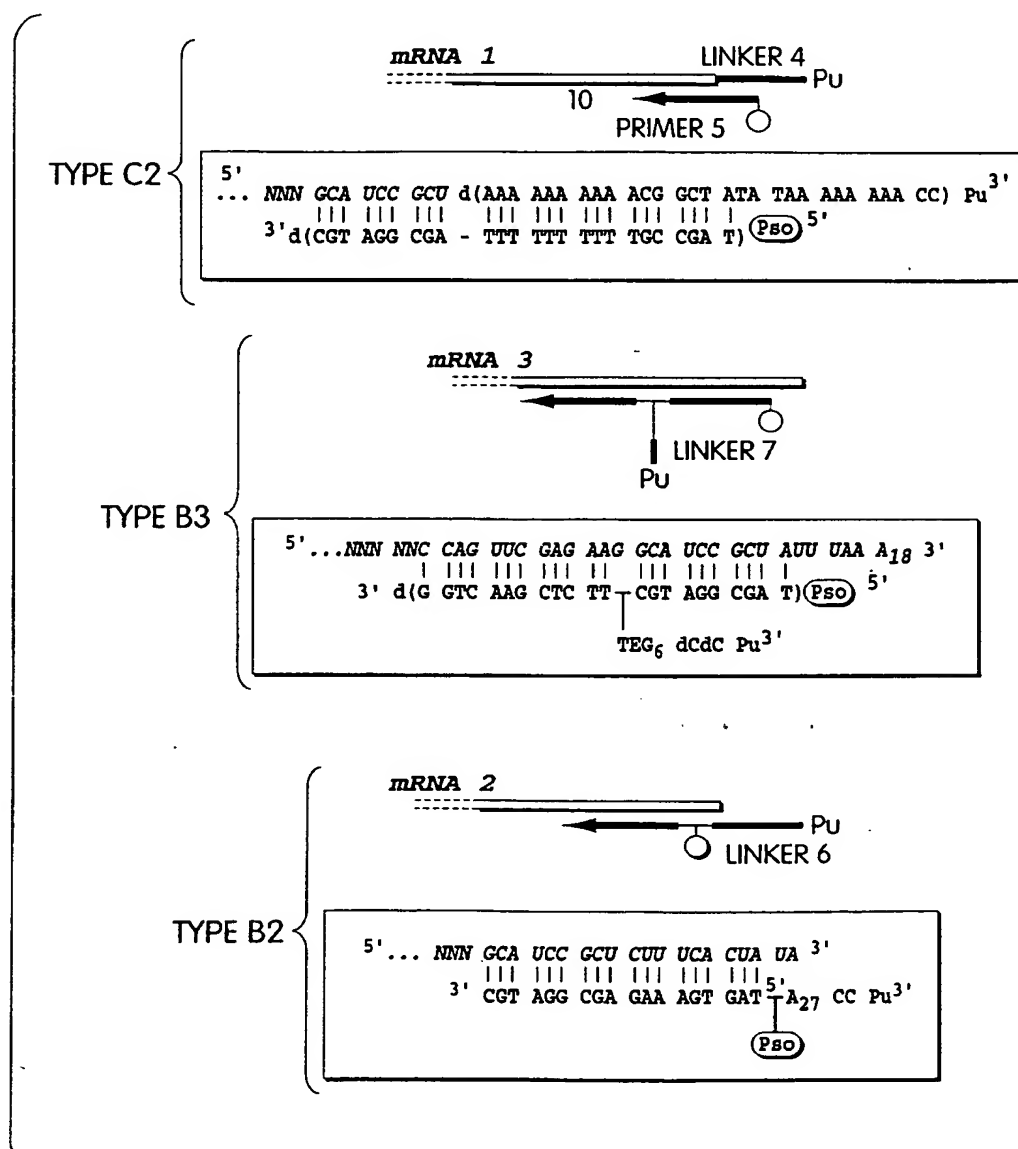 mRNA 1 LINKER 4
Pu
10
PRIMER 5
TYPE C2
5'
... NNN GCA UCC GCU d(AAA AAA AAA ACG GCT ATA TAA AAA AAA CC) Pu3'
3'd(CGT AGG CGA - TTT TTT TTT TGC CGA T) Pso 5'
mRNA 3
LINKER 7
Pu
TYPE B3
5' ...NNN NNC CAG UUC GAG AAG GCA UCC GCU AUU UAA A18 3'
3' d(G GTC AAG CTC TT CGT AGG CGA T) Pso 5'
TEG6 dCdC Pu3'
mRNA 2
Pu
LINKER 6
TYPE B2
5' ... NNN GCA UCC GCU CUU UCA CUA UA 3'
3' CGT AGG CGA GAA AGT GAT 5' A27 CC Pu3'
Pso